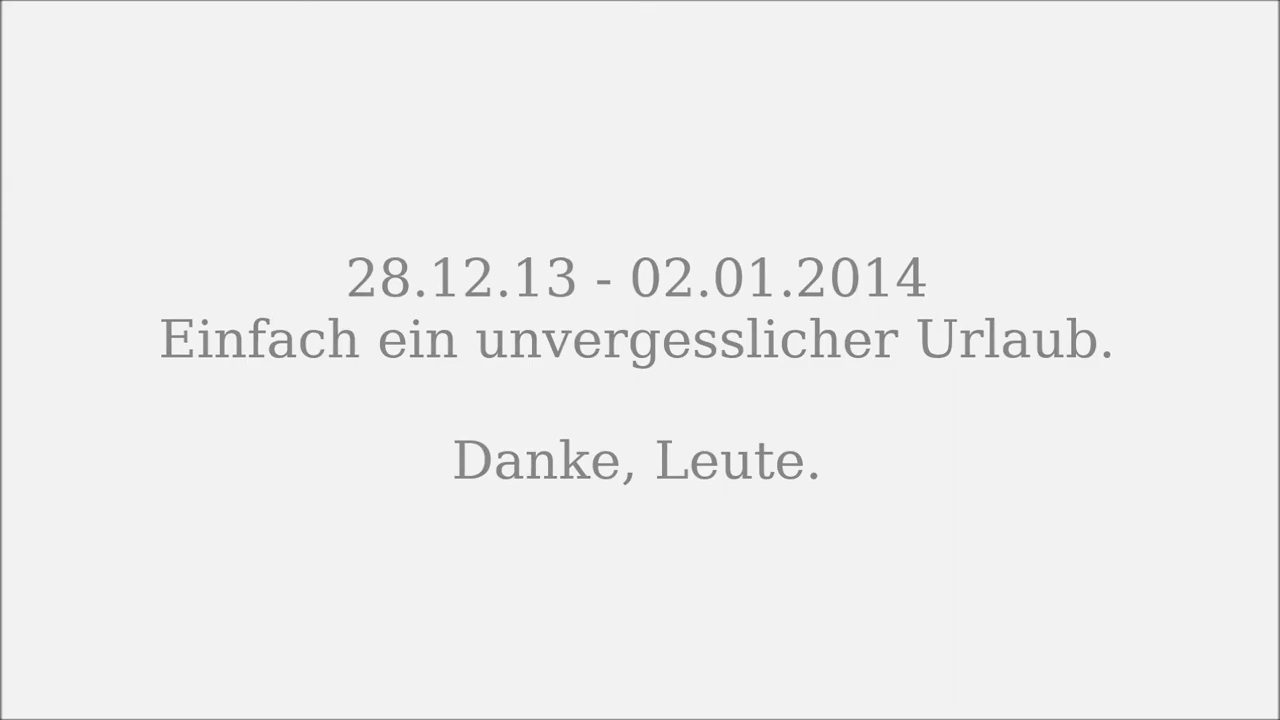 28.12.13 - 02.01.2014
Einfach ein unvergesslicher Urlaub.
Danke, Leute.